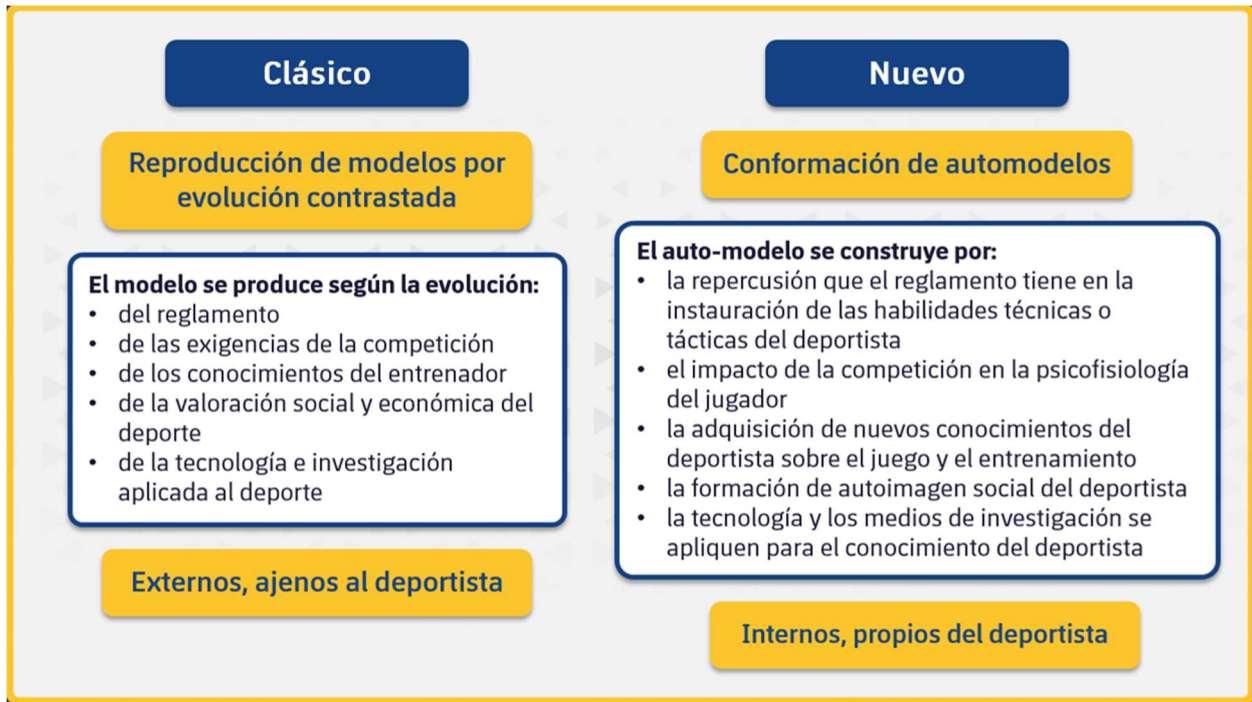 Clásico
Reproducción de modelos por
evolución contrastada
El modelo se produce según la evolución:
• del reglamento
• de las exigencias de la competición
• de los conocimientos del entrenador
• de la valoración social y económica del
deporte
• de la tecnología e investigación
aplicada al deporte
Externos, ajenos al deportista
Nuevo
Conformación de automodelos
El auto-modelo se construye por:
• la repercusión que el reglamento tiene en la
instauración de las habilidades técnicas o
tácticas del deportista
• el impacto de la competición en la psicofisiología
del jugador
• la adquisición de nuevos conocimientos del
deportista sobre el juego y el entrenamiento
• la formación de autoimagen social del deportista
• la tecnología y los medios de investigación se
apliquen para el conocimiento del deportista
Internos, propios del deportista